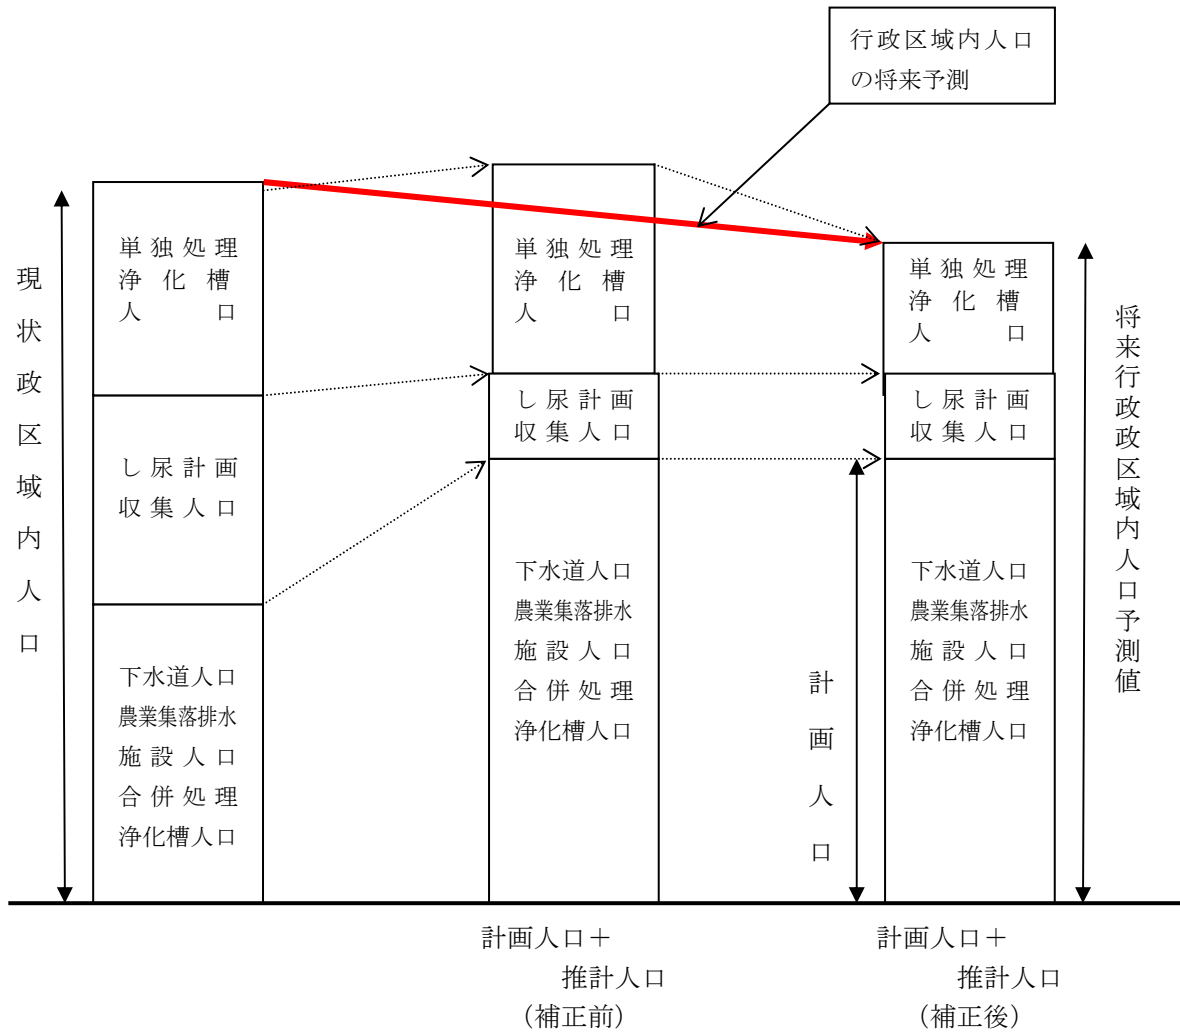 行政区域内人口
の将来予測
現状政区域内人口
単独処理
浄化槽
人口
し尿計画
収集人口
下水道人口
農業集落排水
施設人口
合併処理
浄化槽人口
単独処理
浄化槽
人口
し尿計画
収集人口
下水道人口
農業集落排水
施設人口
合併処理
浄化槽人口
計画人口
単独処理
浄化槽
人口
し尿計画
収集人口
下水道人口
農業集落排水
施設人口
合併処理
浄化槽人口
将来行政政区域内人口予測値
計画人口＋
推計人口
（補正前）
計画人口＋
推計人口
（補正後）